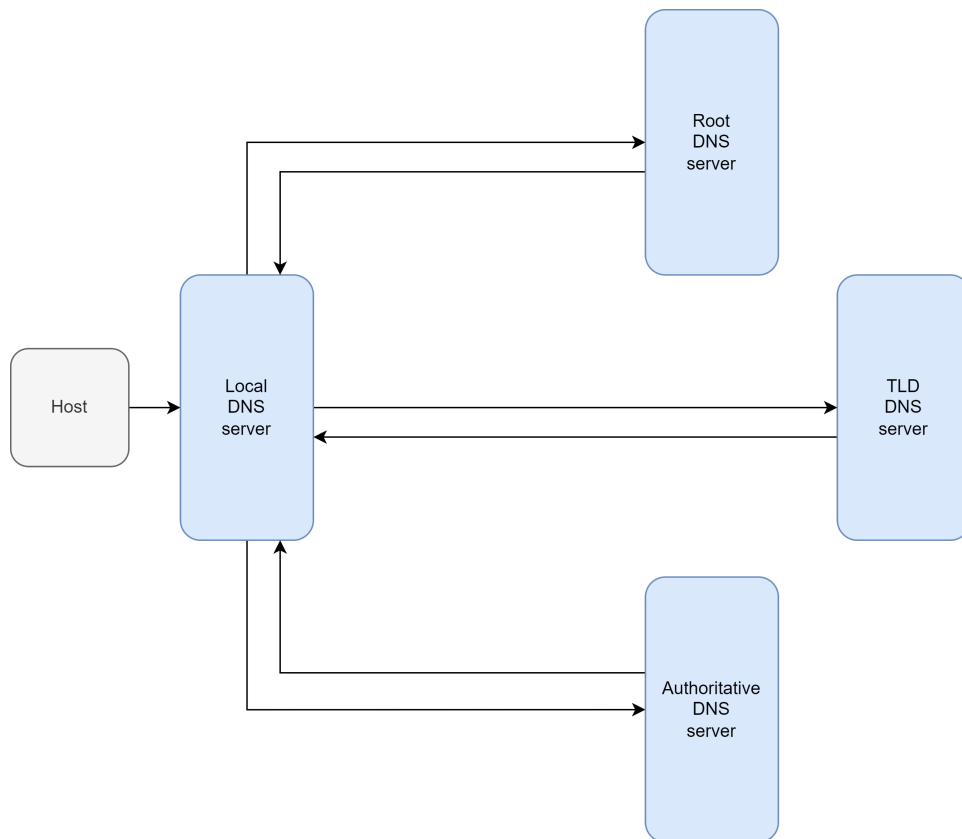 Root
DNS
server
Host
Local
DNS
server
TLD
DNS
server
Authoritative
DNS
server